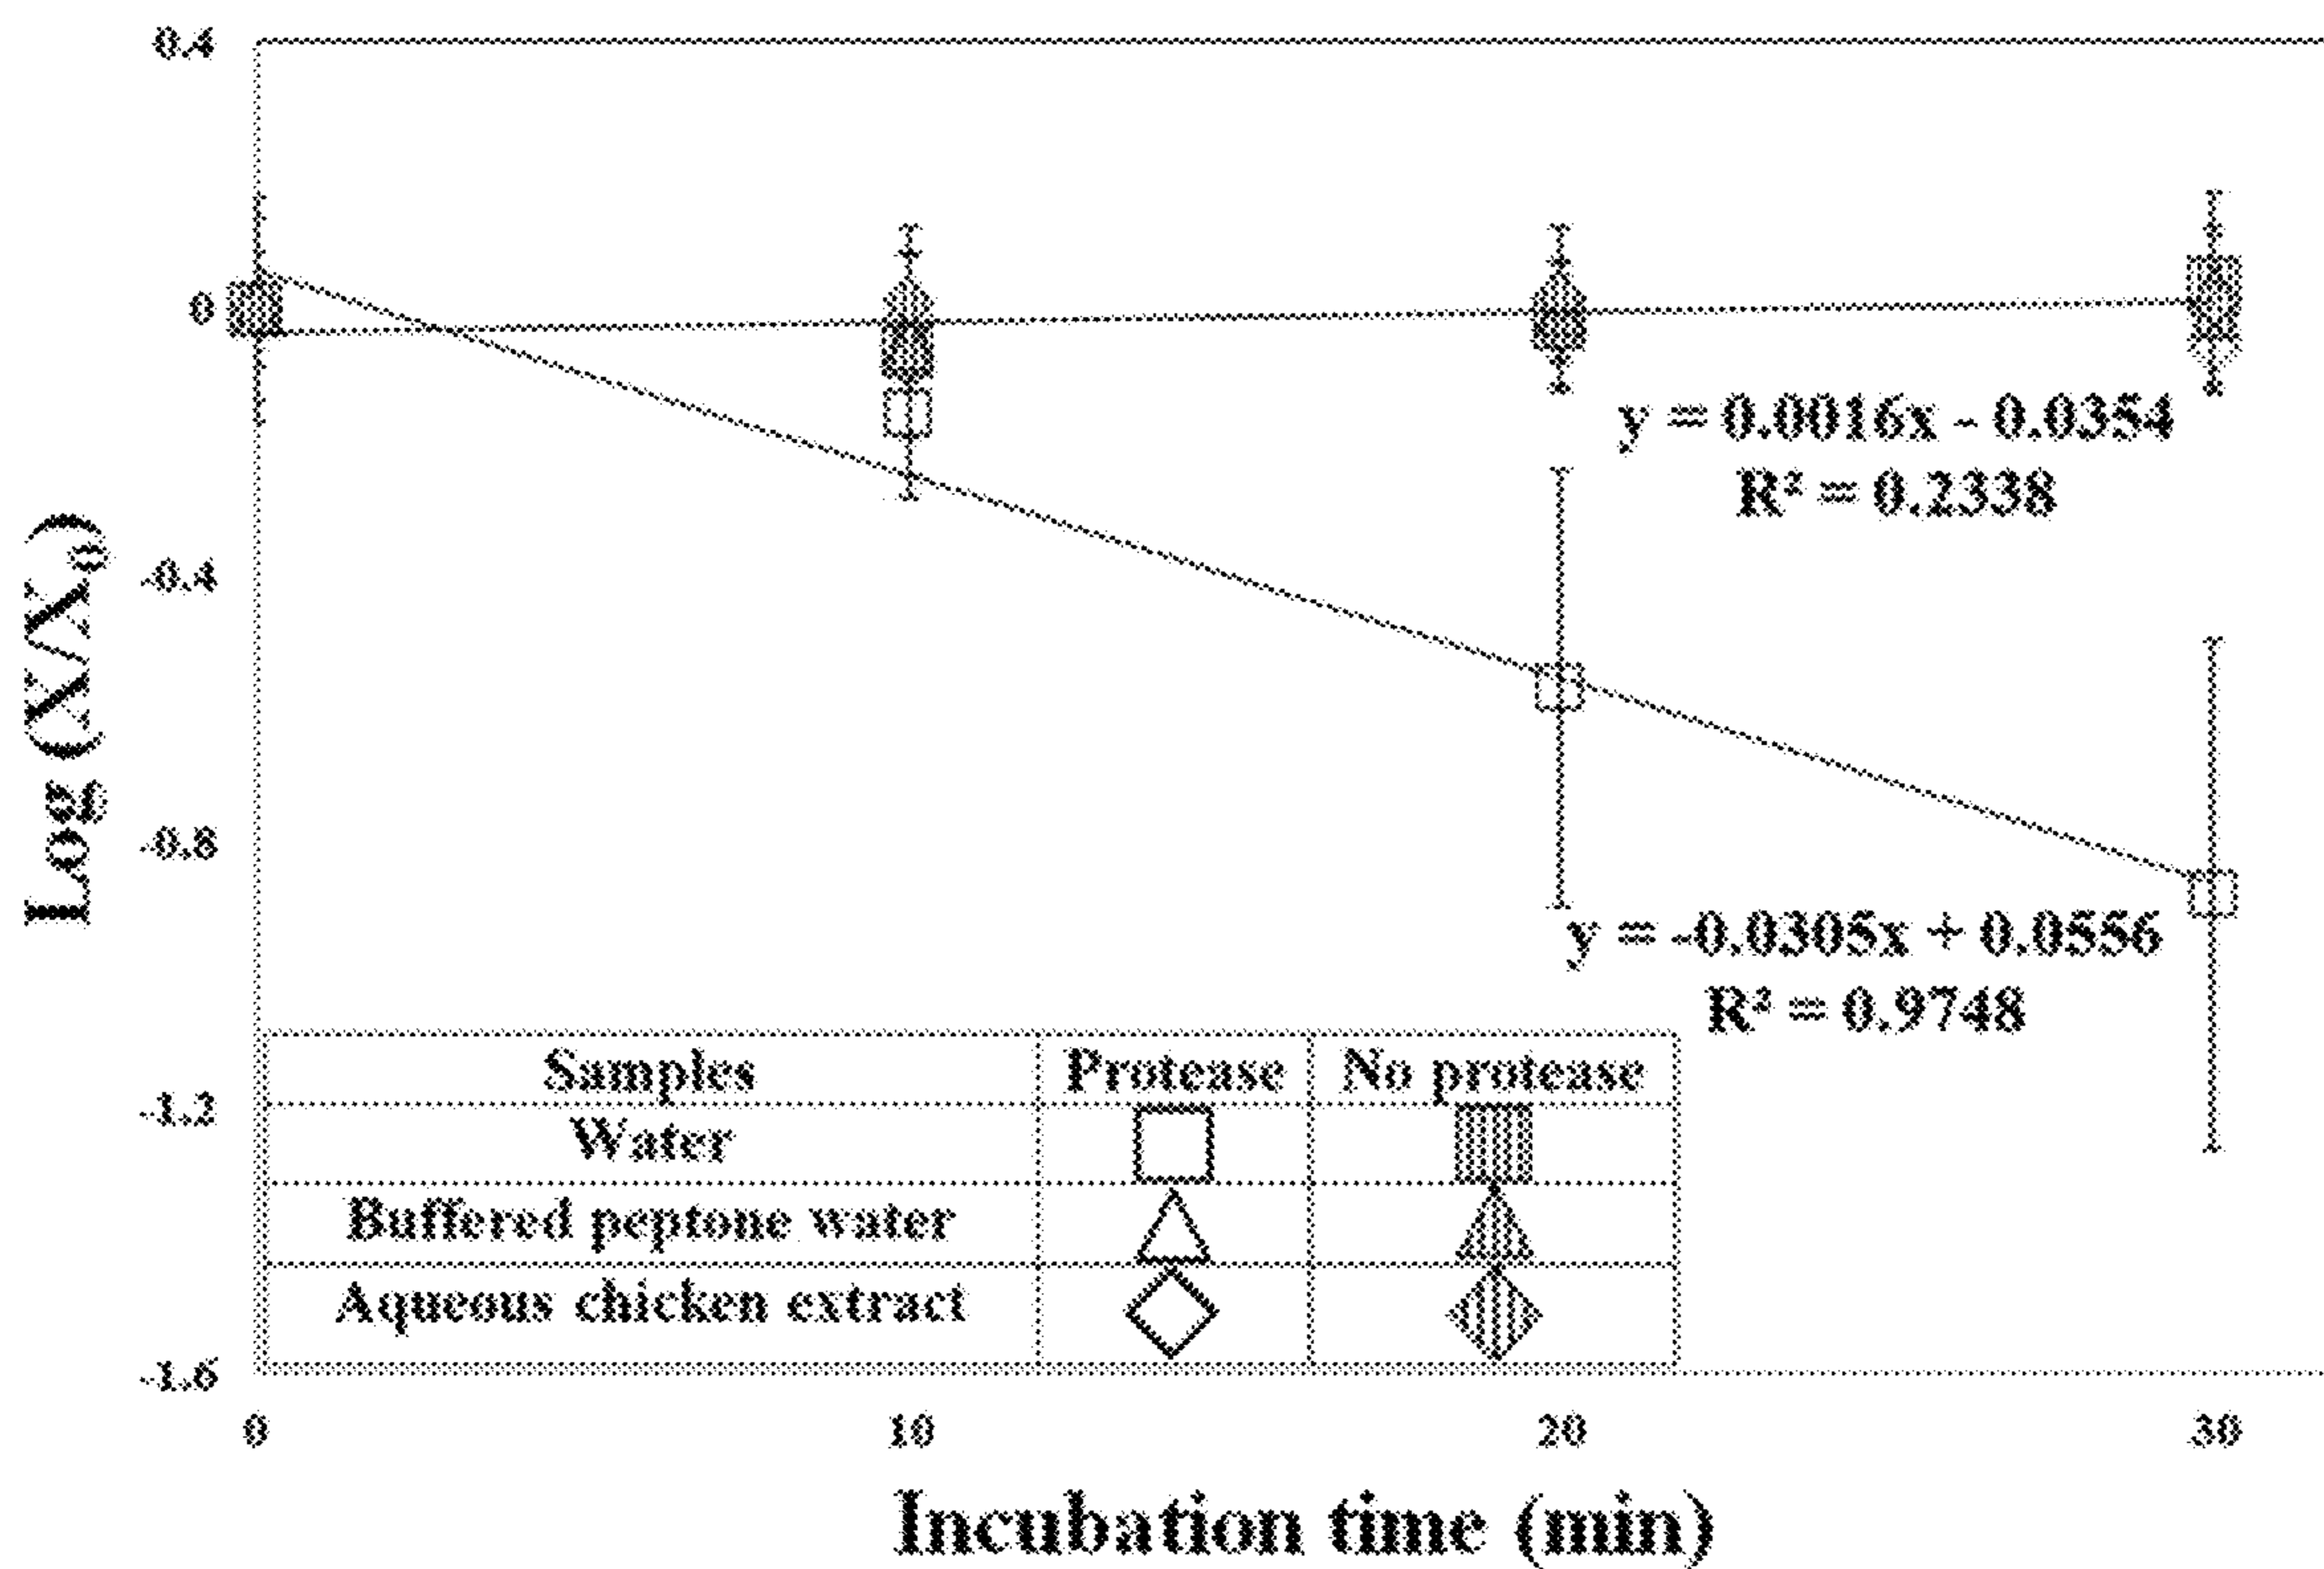 0.4
0
-0.4
-0.8
-1.2
-1.6
Log (X/X₀)
y = 0.0016x - 0.0354
R² = 0.2338
y = -0.0305x + 0.0556
R² = 0.9748
Samples Protease No protease
Water
Buffered peptone water
Aqueous chicken extract
0 10 20 30
Incubation time (min)